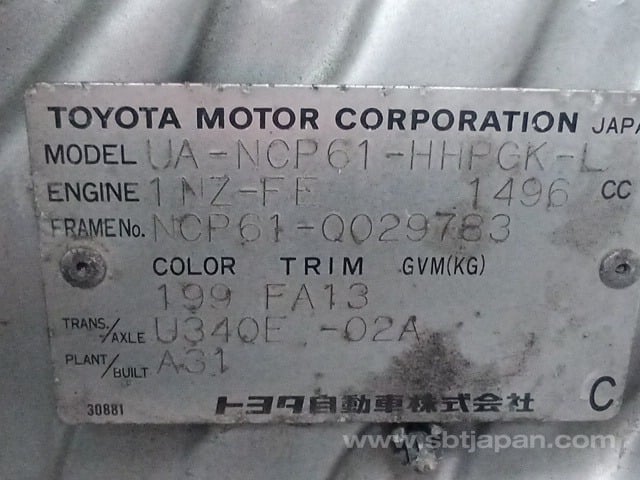 TOYOTA MOTOR CORPORATION JAPA
MODEL UA-NCP61-HHPGK-L
ENGINE 1NZ-FE 1496 CC
FRAME No. NCP61-0029783
COLOR TRIM GVM(KG)
199 FA13
TRANS./AXLE U340E -02A
PLANT/BUILT A31
30881 トヨタ自動車株式会社 C
www.sbtjapan.com